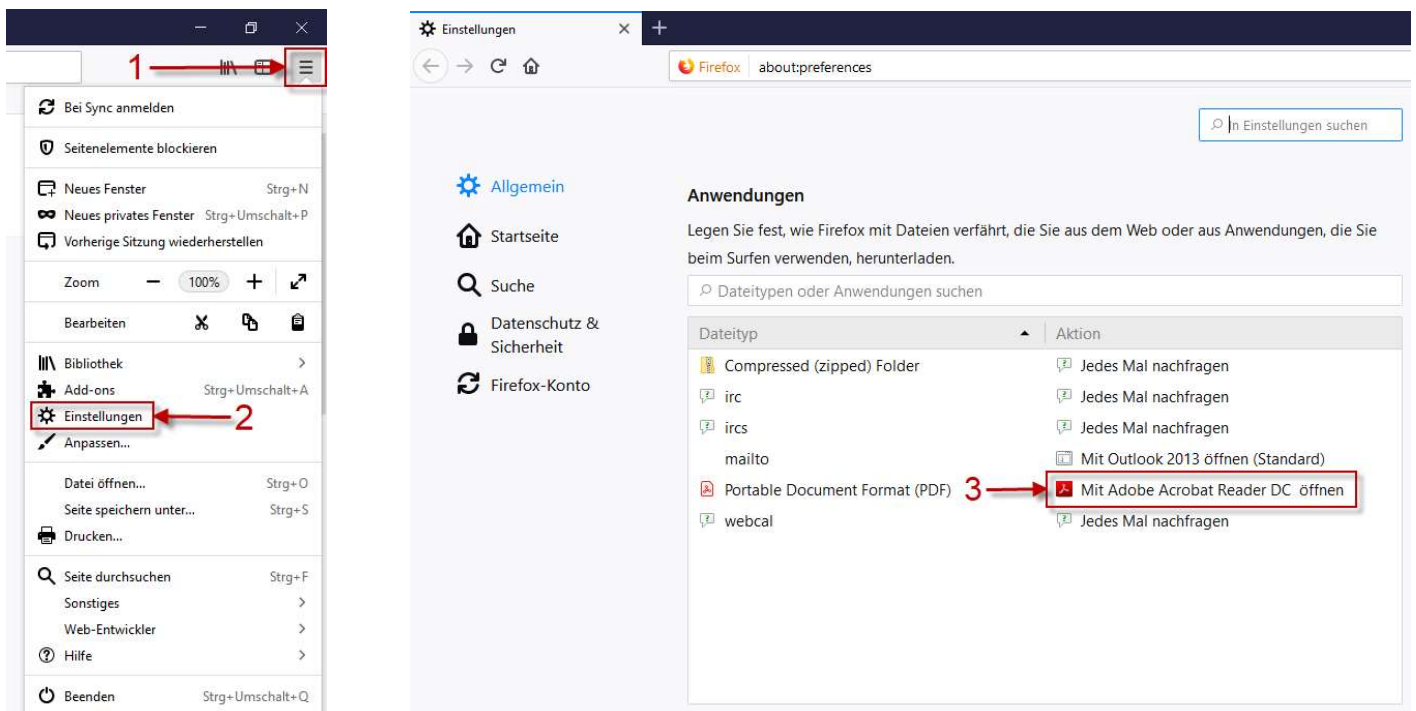 1
Bei Sync anmelden
Seitenelemente blockieren
Neues Fenster Strg+N
Neues privates Fenster Strg+Umschalt+P
Vorherige Sitzung wiederherstellen
Zoom 100%
Bearbeiten
Bibliothek
Add-ons Strg+Umschalt+A
Einstellungen 2
Anpassen...
Datei öffnen... Strg+O
Seite speichern unter... Strg+S
Drucken...
Seite durchsuchen Strg+F
Sonstiges
Web-Entwickler
Hilfe
Beenden Strg+Umschalt+Q
Einstellungen
Firefox about:preferences
In Einstellungen suchen
Allgemein
Startseite
Suche
Datenschutz &
Sicherheit
Firefox-Konto
Anwendungen
Legen Sie fest, wie Firefox mit Dateien verfährt, die Sie aus dem Web oder aus Anwendungen, die Sie
beim Surfen verwenden, herunterladen.
Dateitypen oder Anwendungen suchen
Dateityp Aktion
Compressed (zipped) Folder Jedes Mal nachfragen
irc Jedes Mal nachfragen
ircs Jedes Mal nachfragen
mailto Mit Outlook 2013 öffnen (Standard)
Portable Document Format (PDF) 3 Mit Adobe Acrobat Reader DC öffnen
webcal Jedes Mal nachfragen